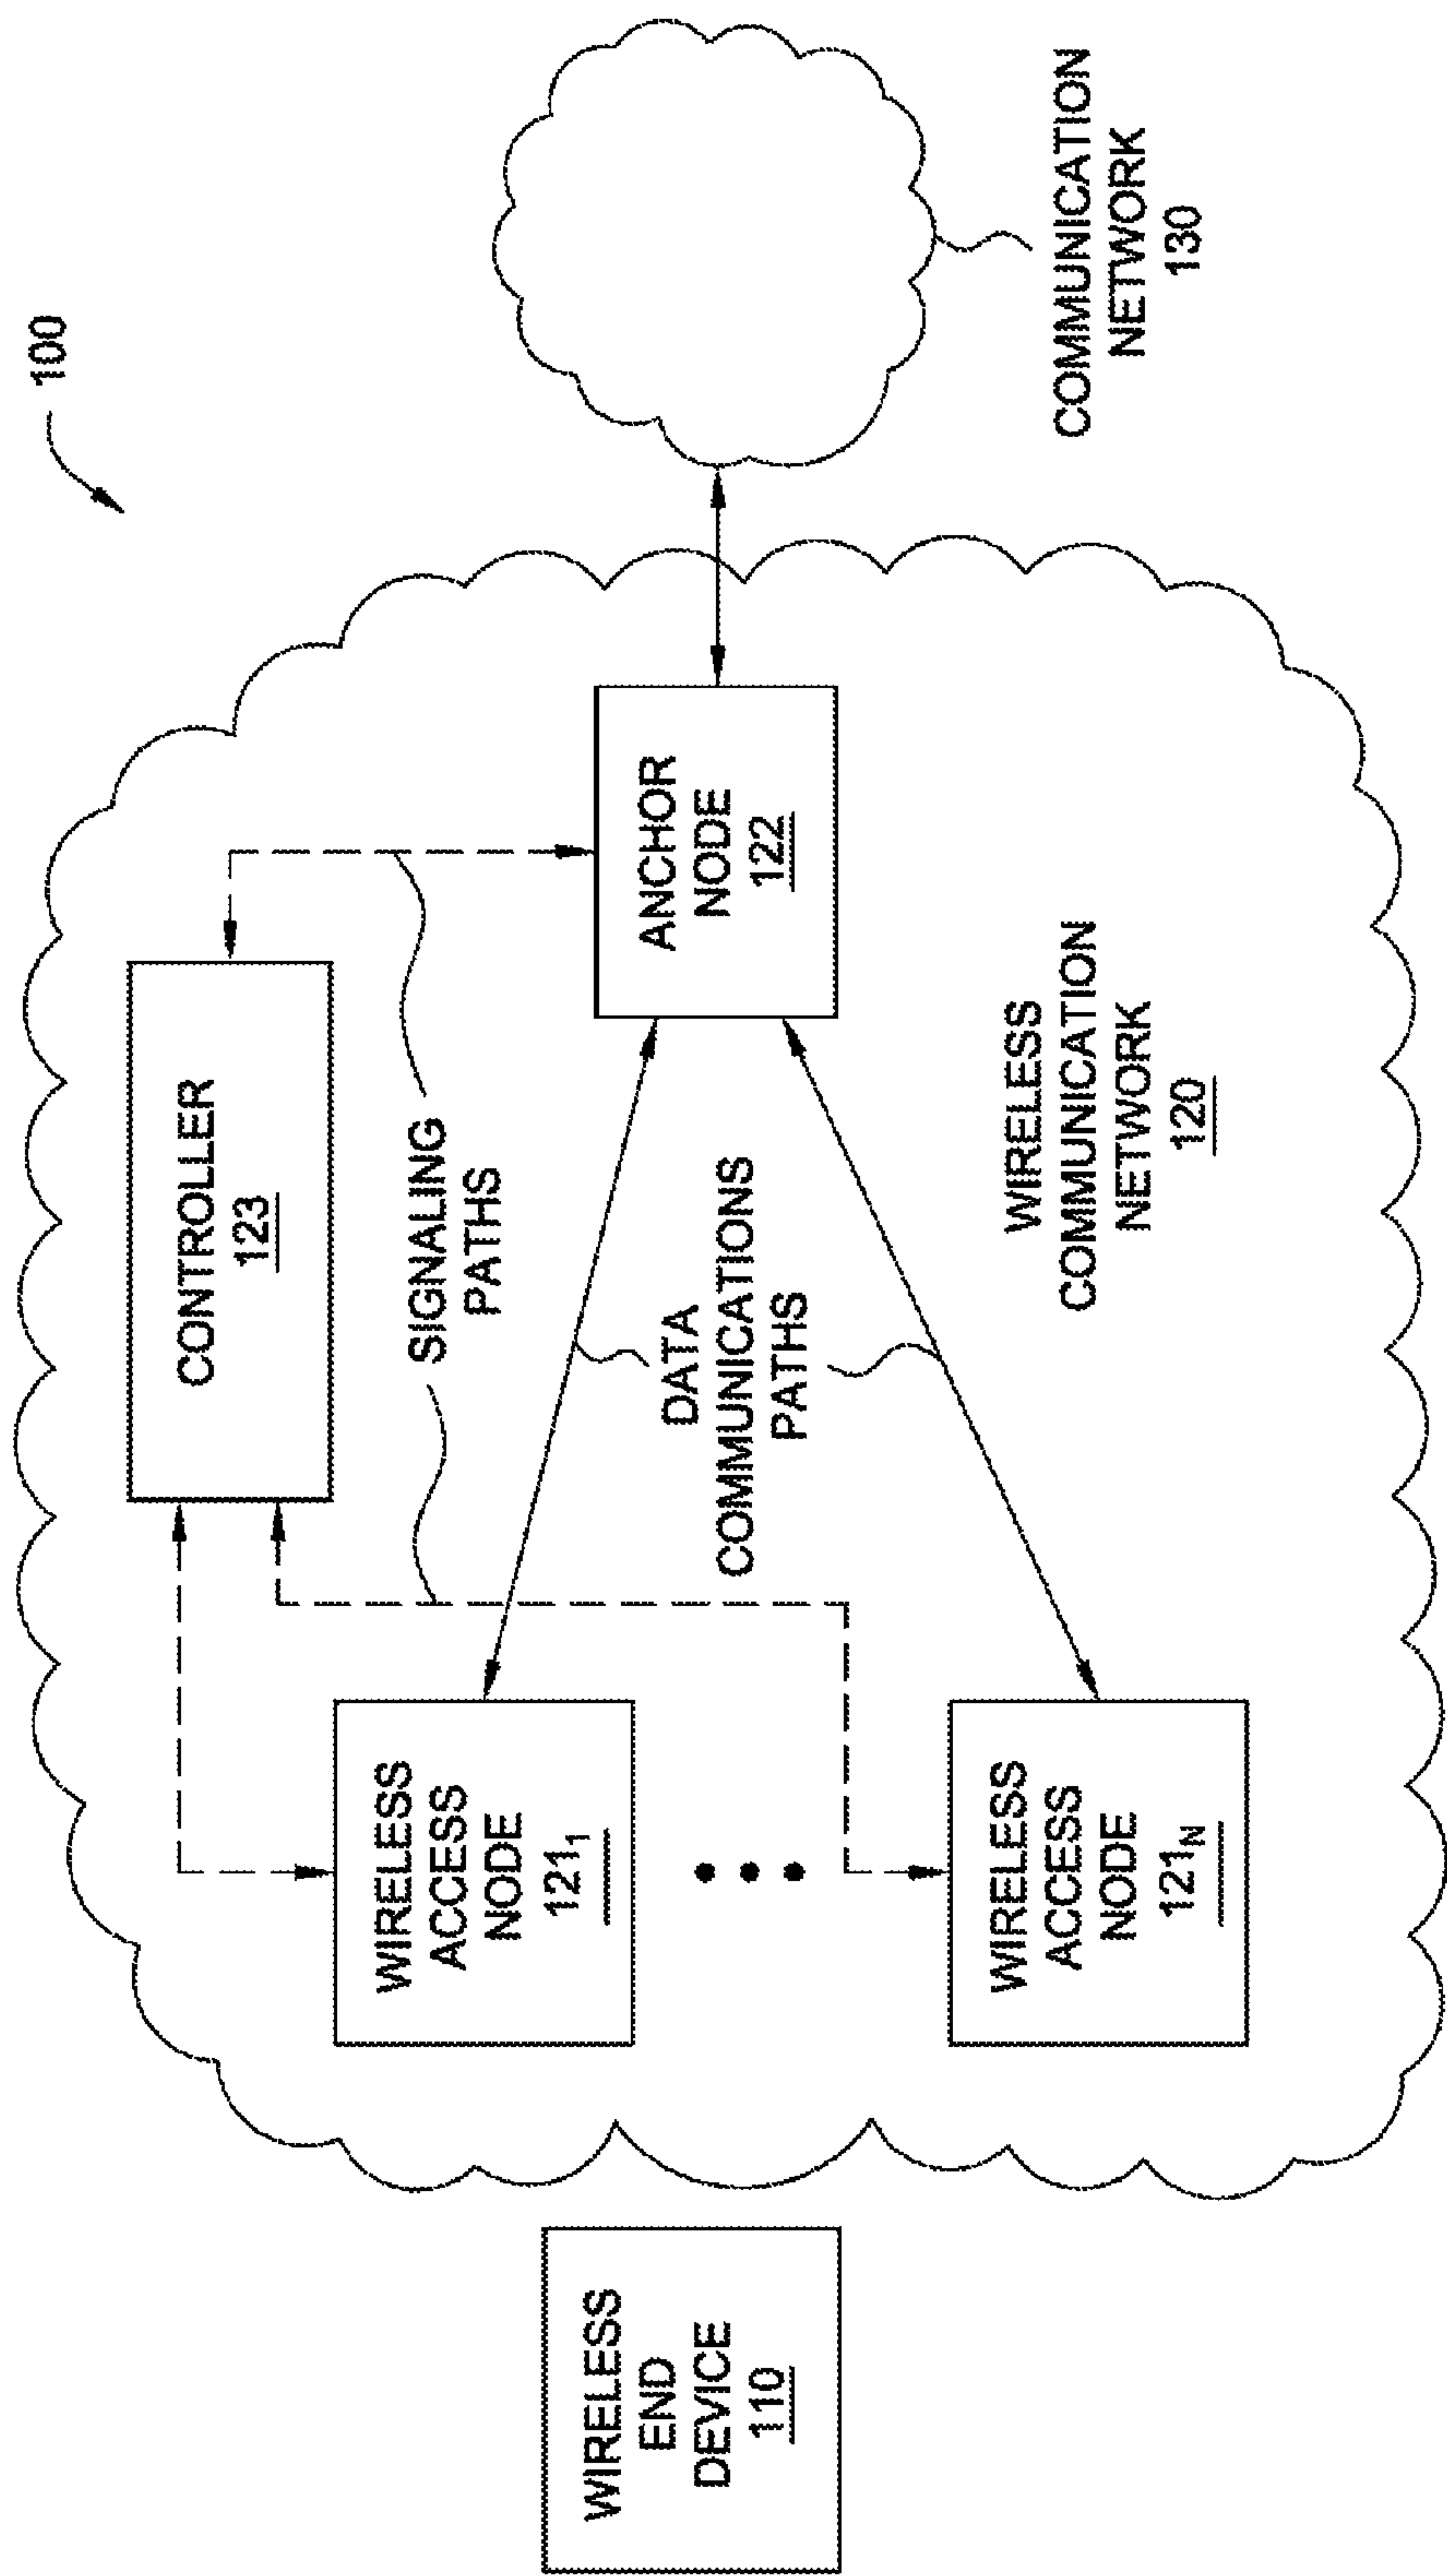 100
CONTROLLER
123
SIGNALING
PATHS
WIRELESS
END
DEVICE
110
WIRELESS
ACCESS
NODE
121₁
WIRELESS
ACCESS
NODE
121N
DATA
COMMUNICATIONS
PATHS
ANCHOR
NODE
122
WIRELESS
COMMUNICATION
NETWORK
120
COMMUNICATION
NETWORK
130